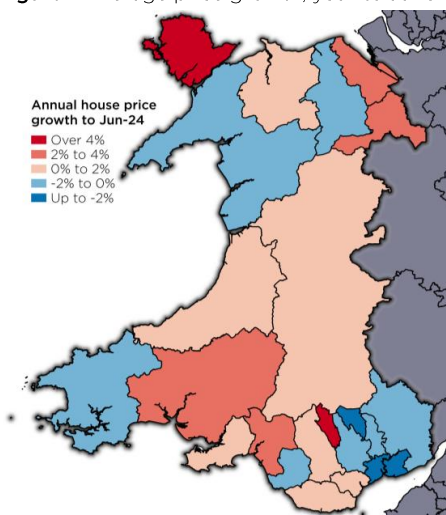 Annual house price
growth to Jun-24
Over 4%
2% to 4%
0% to 2%
-2% to 0%
Up to -2%